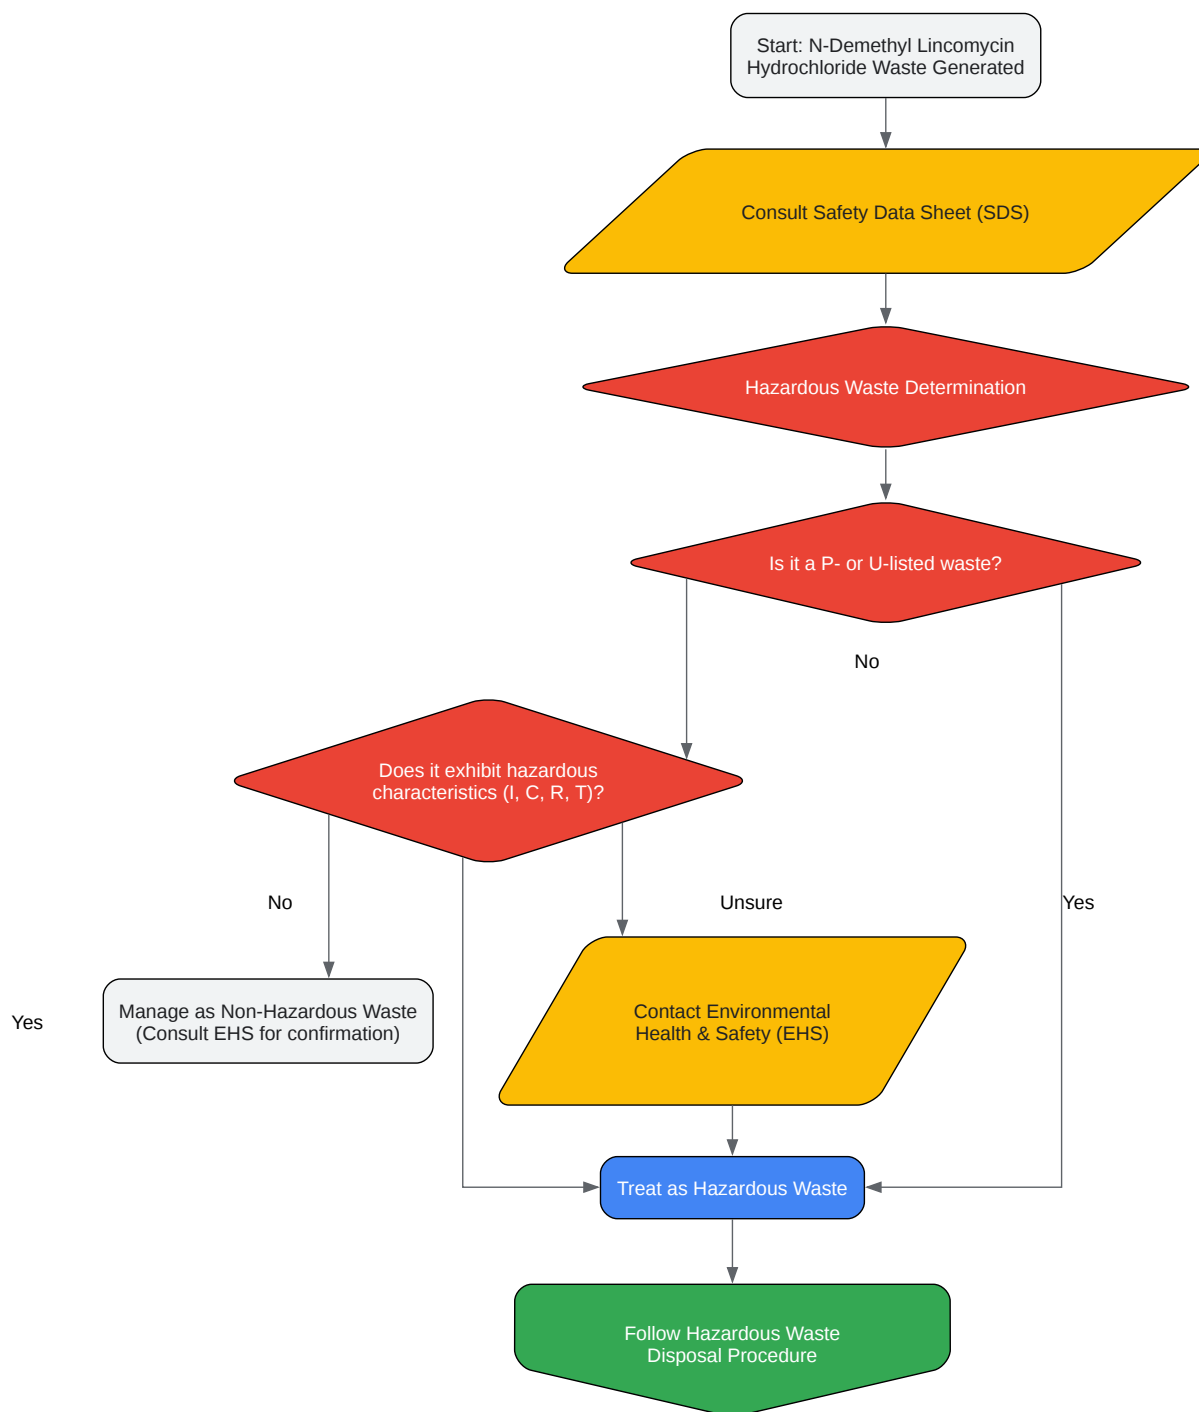 Start: N-Demethyl Lincomycin
Hydrochloride Waste Generated
Consult Safety Data Sheet (SDS)
Hazardous Waste Determination
Is it a P- or U-listed waste?
No
Does it exhibit hazardous
characteristics (I, C, R, T)?
No
Unsure
Yes
Yes
Manage as Non-Hazardous Waste
(Consult EHS for confirmation)
Contact Environmental
Health & Safety (EHS)
Treat as Hazardous Waste
Follow Hazardous Waste
Disposal Procedure